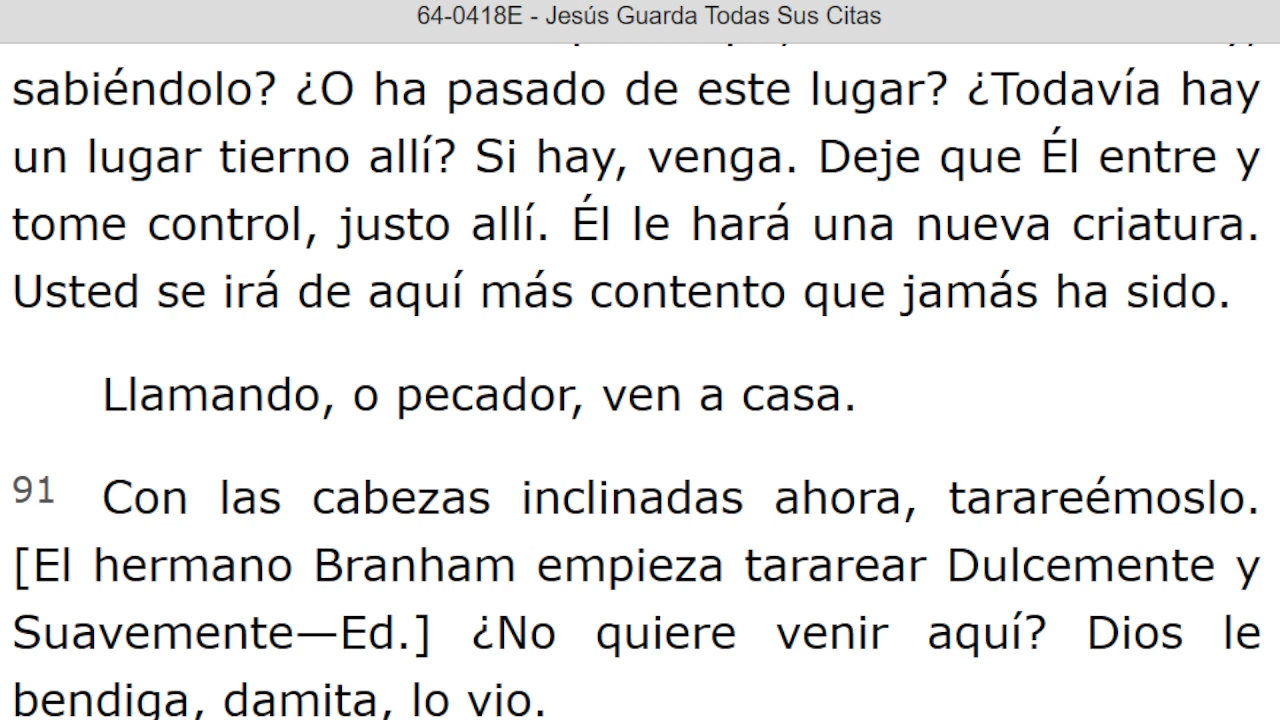 64-0418E - Jesús Guarda Todas Sus Citas
sabiéndolo? ¿O ha pasado de este lugar? ¿Todavía hay
un lugar tierno allí? Si hay, venga. Deje que Él entre y
tome control, justo allí. Él le hará una nueva criatura.
Usted se irá de aquí más contento que jamás ha sido.
Llamando, o pecador, ven a casa.
91 Con las cabezas inclinadas ahora, tarareémoslo.
[El hermano Branham empieza tararear Dulcemente y
Suavemente—Ed.] ¿No quiere venir aquí? Dios le
bendiga, damita, lo vio.